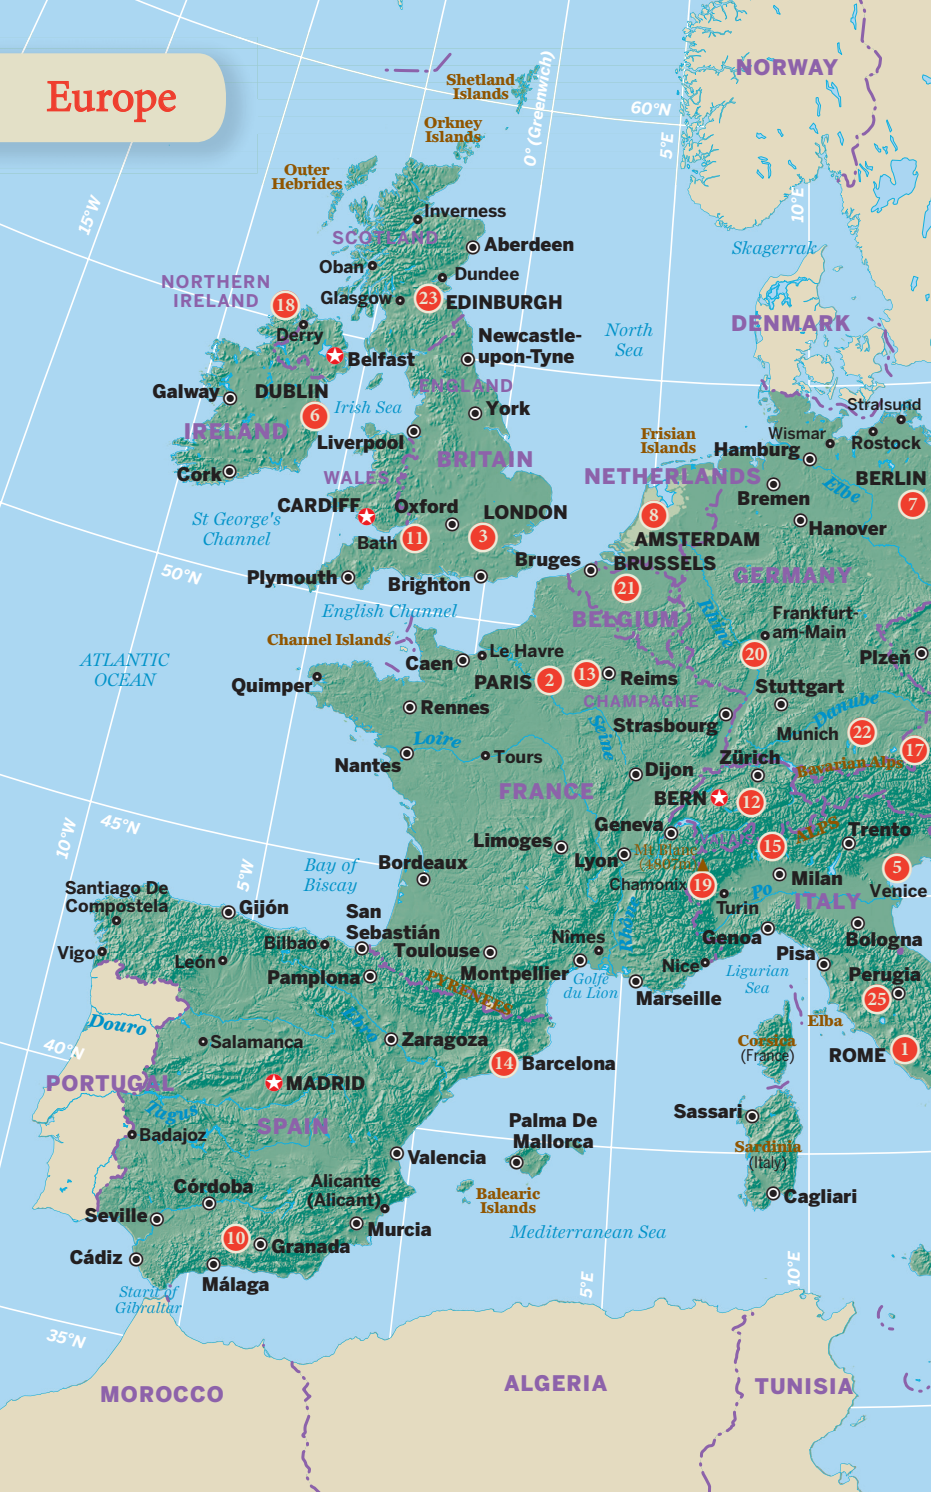 Europe
NORWAY
Shetland
Islands
Orkney
Islands
0° (Greenwich)
60°N
5°E
Outer
Hebrides
15°W
10°E
Inverness
SCOTLAND
Aberdeen
Skagerrak
Oban
Dundee
NORTHERN
IRELAND
18
Glasgow
23
EDINBURGH
DENMARK
Derry
Newcastle-
upon-Tyne
North
Sea
Belfast
Galway
DUBLIN
ENGLAND
6
Irish Sea
York
Stralsund
IRELAND
Liverpool
Frisian
Islands
Wismar
Rostock
Hamburg
BRITAIN
Cork
WALES
NETHERLANDS
BERLIN
Elbe
Bremen
7
CARDIFF
Oxford
LONDON
8
St George's
Channel
Hanover
Bath
11
3
AMSTERDAM
Bruges
BRUSSELS
50°N
Plymouth
Brighton
21
GERMANY
English Channel
BELGIUM
Rhine
Frankfurt-
am-Main
Channel Islands
Le Havre
Caen
20
Plzeň
ATLANTIC
OCEAN
Quimper
PARIS
2
13
Reims
Stuttgart
CHAMPAGNE
Rennes
Strasbourg
Danube
Seine
Munich
22
Loire
17
Nantes
Tours
Zürich
Bavarian Alps
Dijon
FRANCE
BERN
12
45°N
10°W
Geneva
ALPS
Trento
Limoges
Mt Blanc
15
Lyon
Bay of
Biscay
Bordeaux
5°W
Milan
5
Chamonix
19
Po
Venice
Santiago De
Compostela
Turin
ITALY
Gijón
San
Sebastián
Rhône
Genoa
Bologna
Vigo
Bilbao
León
Toulouse
Nîmes
Pisa
Pamplona
Montpellier
Nice
Ligurian
Sea
Perugia
PYRENEES
Golfe
du Lion
Marseille
25
Douro
Ebro
Elba
40°N
Salamanca
Zaragoza
Corsica
(France)
ROME
1
14
Barcelona
PORTUGAL
MADRID
Tagus
SPAIN
Sassari
Palma De
Mallorca
Badajoz
Valencia
Sardinia
(Italy)
Córdoba
Alicante
(Alicant)
Balearic
Islands
Cagliari
Seville
Murcia
Mediterranean Sea
10
Granada
Cádiz
Málaga
Starit of
Gibraltar
5°E
10°E
35°N
MOROCCO
ALGERIA
TUNISIA